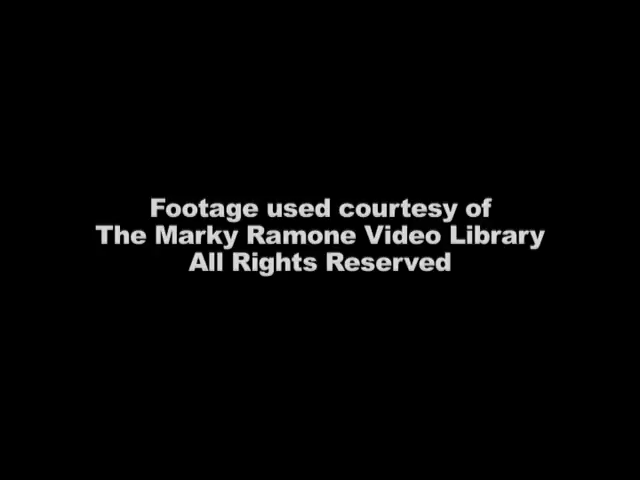 Footage used courtesy of
The Marky Ramone Video Library
All Rights Reserved